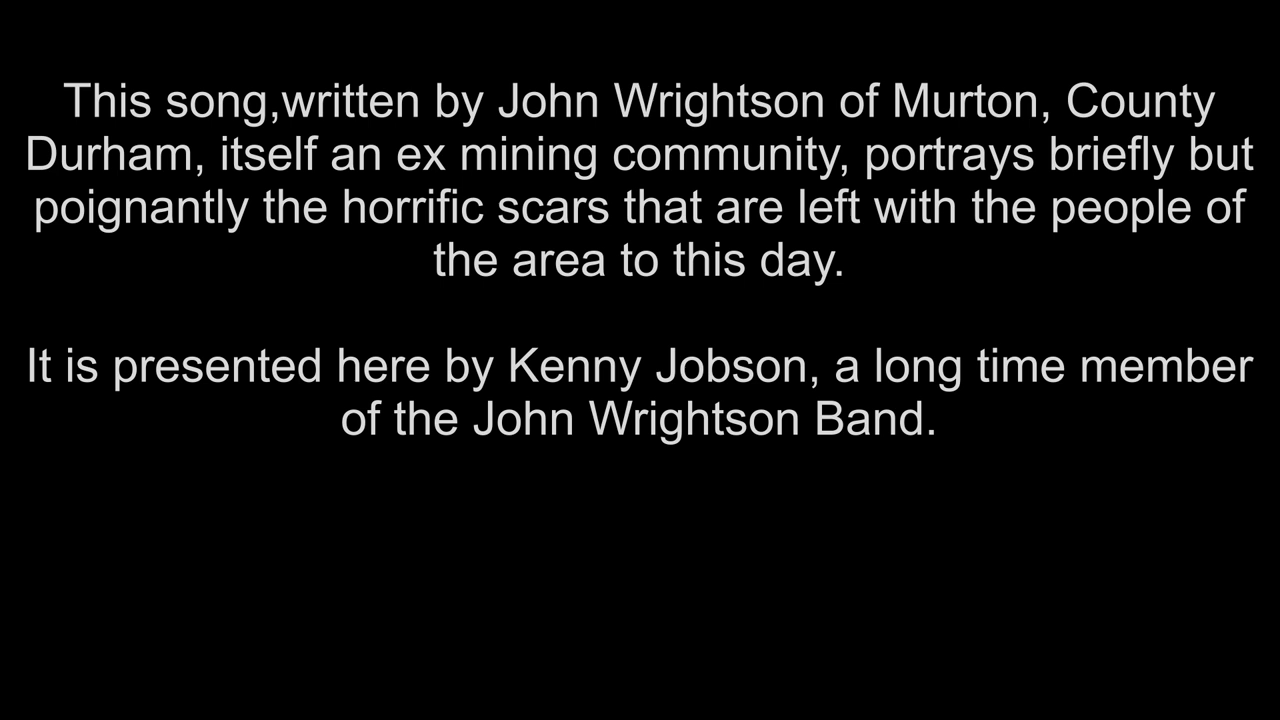 This song,written by John Wrightson of Murton, County
Durham, itself an ex mining community, portrays briefly but
poignantly the horrific scars that are left with the people of
the area to this day.
It is presented here by Kenny Jobson, a long time member
of the John Wrightson Band.